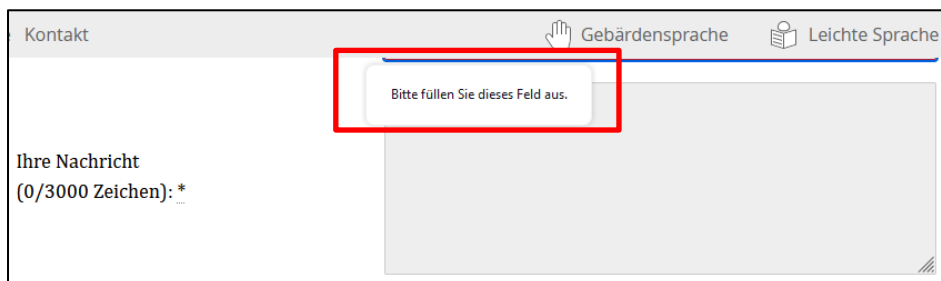 Kontakt
Gebärdensprache
Leichte Sprache
Bitte füllen Sie dieses Feld aus.
Ihre Nachricht
(0/3000 Zeichen): *